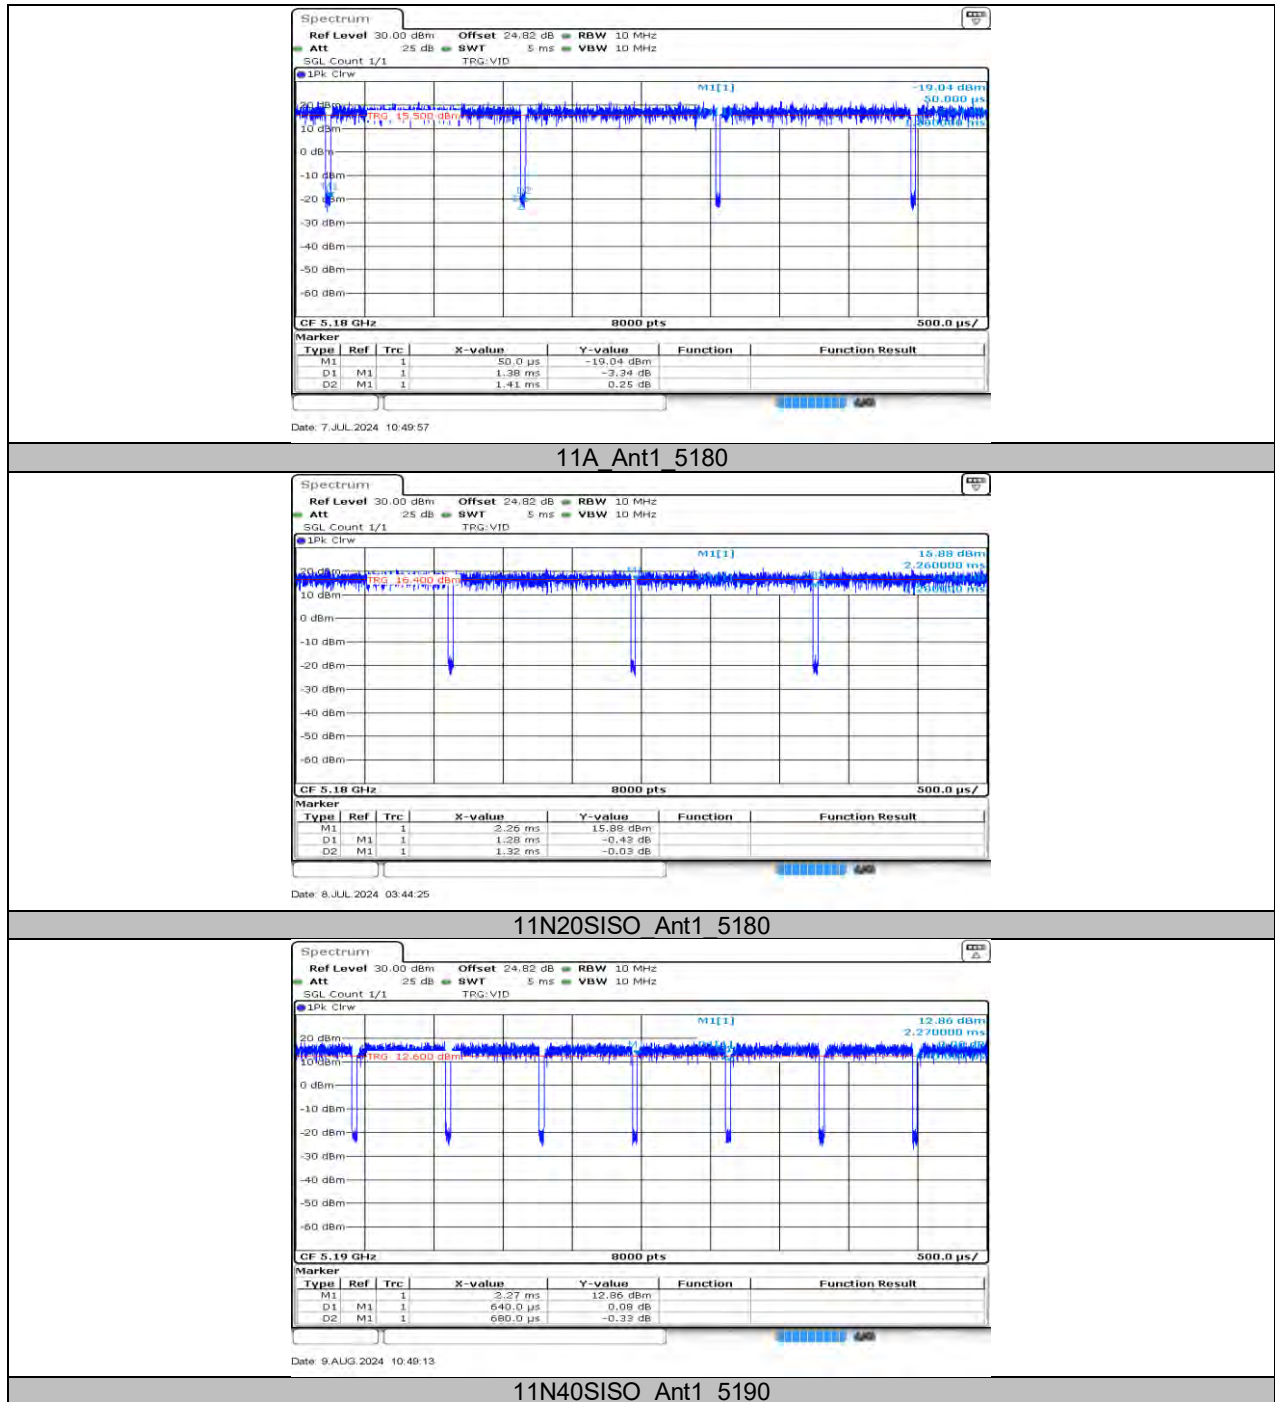 Spectrum
Ref Level 30.00 dBm Offset 24.82 dB RBW 10 MHz
Att 25 dB SWT 5 ms VBW 10 MHz
SGL Count 1/1 TRG:VID
1Pk Clrw
M1[1] -19.04 dBm
50.000 µs
20 dBm
TRG 15.500 dBm
10 dBm
0 dBm
-10 dBm
M1
-20 dBm
-30 dBm
-40 dBm
-50 dBm
-60 dBm
CF 5.18 GHz 8000 pts 500.0 µs/
Marker
Type Ref Trc X-value Y-value Function Function Result
M1 1 50.0 µs -19.04 dBm
D1 M1 1 1.38 ms -3.34 dB
D2 M1 1 1.41 ms 0.25 dB
Date: 7.JUL.2024 10:49:57
11A_Ant1_5180
Spectrum
Ref Level 30.00 dBm Offset 24.82 dB RBW 10 MHz
Att 25 dB SWT 5 ms VBW 10 MHz
SGL Count 1/1 TRG:VID
1Pk Clrw
M1[1] 15.88 dBm
2.260000 ms
20 dBm
TRG 16.400 dBm
10 dBm
0 dBm
-10 dBm
-20 dBm
-30 dBm
-40 dBm
-50 dBm
-60 dBm
CF 5.18 GHz 8000 pts 500.0 µs/
Marker
Type Ref Trc X-value Y-value Function Function Result
M1 1 2.26 ms 15.88 dBm
D1 M1 1 1.28 ms -0.43 dB
D2 M1 1 1.32 ms -0.03 dB
Date: 8.JUL.2024 03:44:25
11N20SISO_Ant1_5180
Spectrum
Ref Level 30.00 dBm Offset 24.82 dB RBW 10 MHz
Att 25 dB SWT 5 ms VBW 10 MHz
SGL Count 1/1 TRG:VID
1Pk Clrw
M1[1] 12.86 dBm
2.270000 ms
20 dBm
TRG 12.600 dBm
10 dBm
0 dBm
-10 dBm
-20 dBm
-30 dBm
-40 dBm
-50 dBm
-60 dBm
CF 5.19 GHz 8000 pts 500.0 µs/
Marker
Type Ref Trc X-value Y-value Function Function Result
M1 1 2.27 ms 12.86 dBm
D1 M1 1 640.0 µs 0.08 dB
D2 M1 1 680.0 µs -0.33 dB
Date: 9.AUG.2024 10:49:13
11N40SISO_Ant1_5190